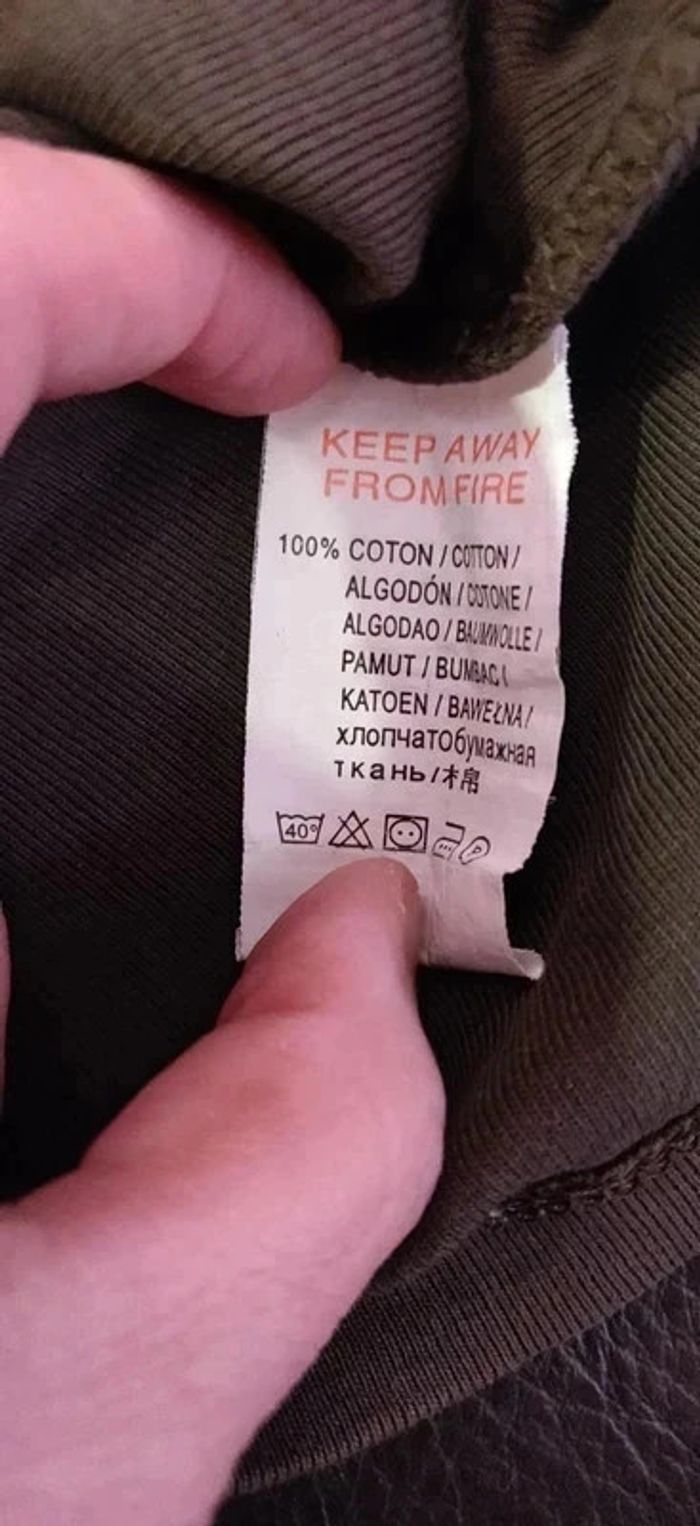 KEEP AWAY
FROM FIRE
100% COTON / COTTON /
ALGODÓN / COTONE /
ALGODAO / BAUMWOLLE /
PAMUT / BUMBAC /
KATOEN / BAWEŁNA /
хлопчатобумажная
ткань / 棉
40°
P